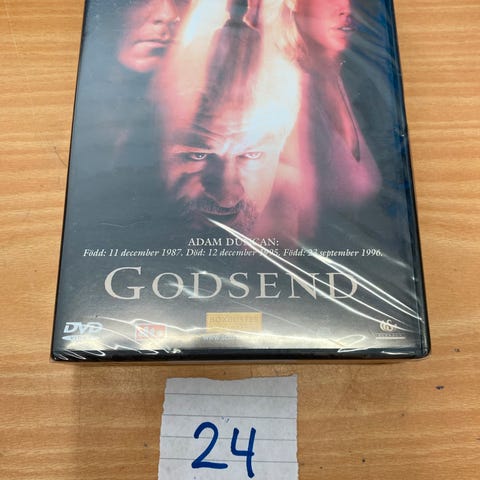 ADAM DUNCAN:
Född: 11 december 1987. Död: 12 december 1995. Född: 23 september 1996.
GODSEND
DVD
24